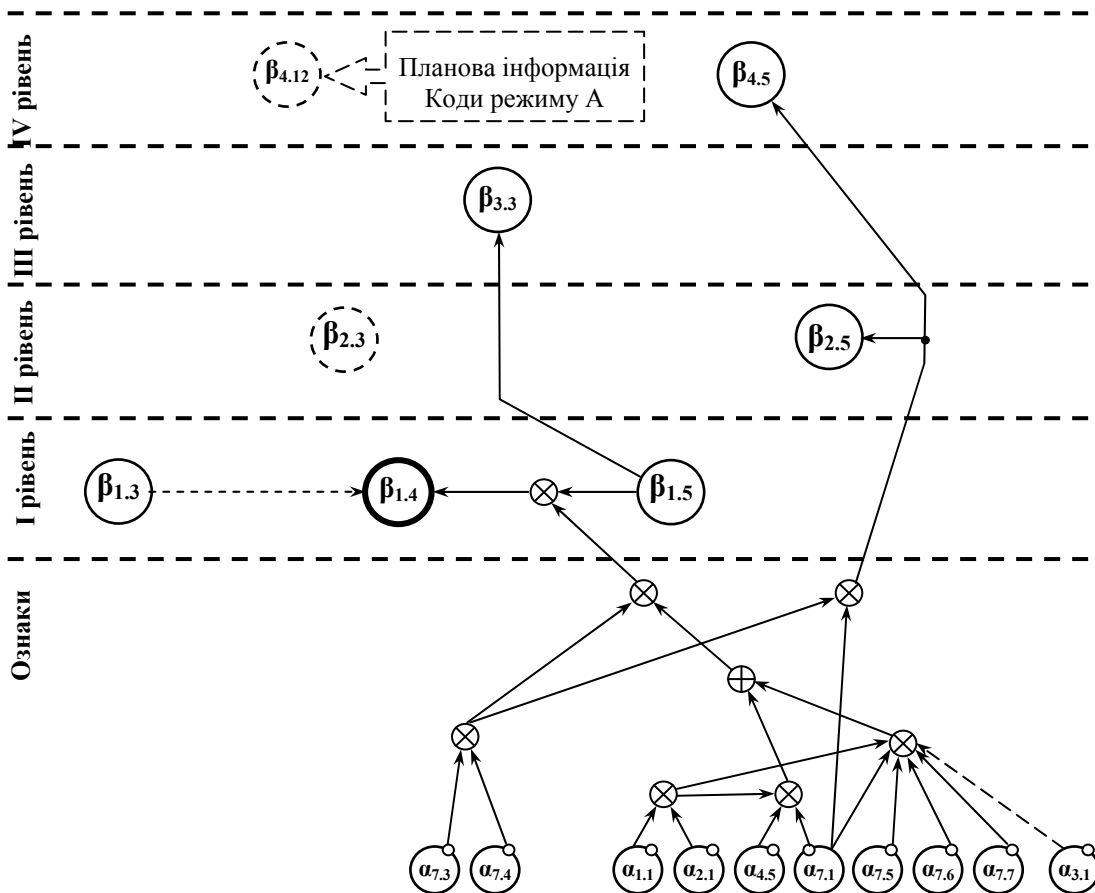 IV рівень
β4.12
Планова інформація
Коди режиму А
β4.5
III рівень
β3.3
II рівень
β2.3
β2.5
I рівень
β1.3
β1.4
β1.5
Ознаки
α7.3
α7.4
α1.1
α2.1
α4.5
α7.1
α7.5
α7.6
α7.7
α3.1